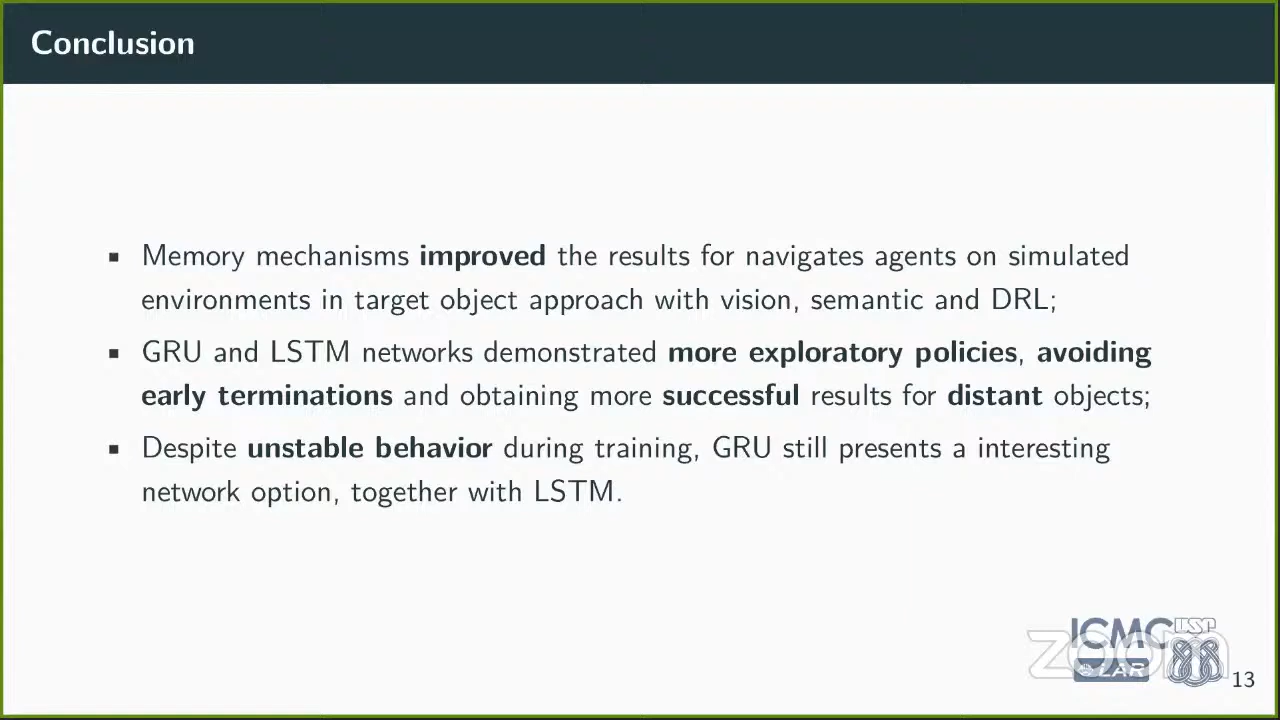 Conclusion
▪ Memory mechanisms improved the results for navigates agents on simulated
environments in target object approach with vision, semantic and DRL;
▪ GRU and LSTM networks demonstrated more exploratory policies, avoiding
early terminations and obtaining more successful results for distant objects;
▪ Despite unstable behavior during training, GRU still presents a interesting
network option, together with LSTM.
ICMC USP
zoom
LAR
13